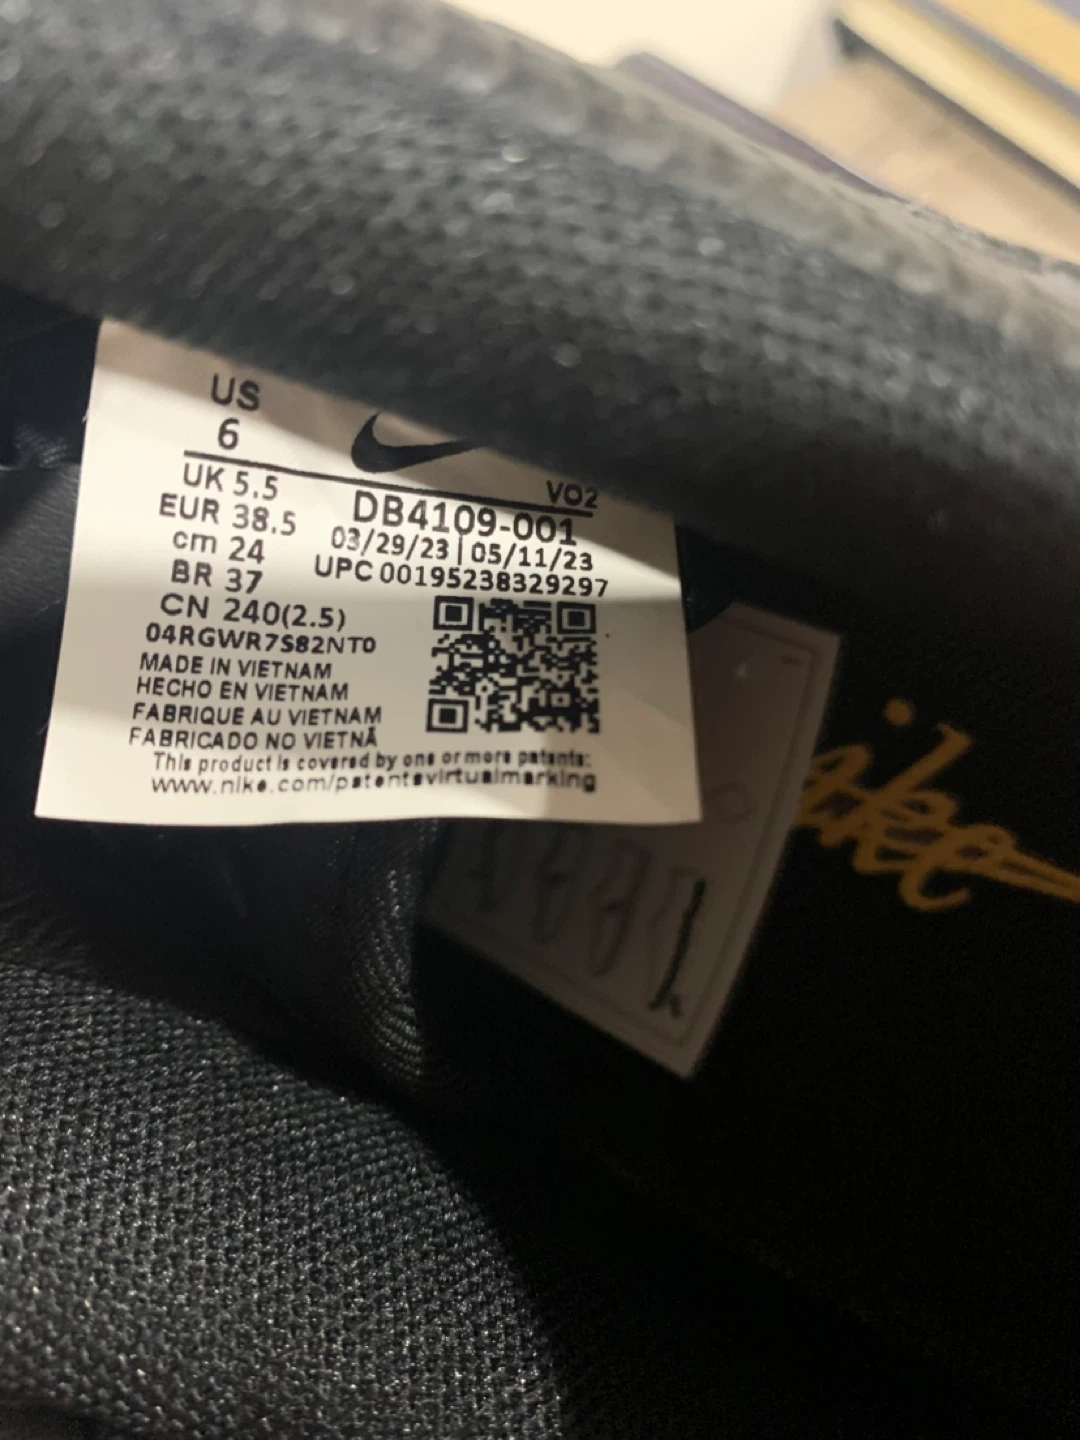 US
6
VO2
UK 5.5
DB4109-001
EUR 38.5
03/29/23 | 05/11/23
cm 24
UPC 00195238329297
BR 37
CN 240(2.5)
04RGWR7S82NT0
MADE IN VIETNAM
HECHO EN VIETNAM
FABRIQUE AU VIETNAM
FABRICADO NO VIETNÃ
This product is covered by one or more patents:
www.nike.com/patentsvirtualmarking